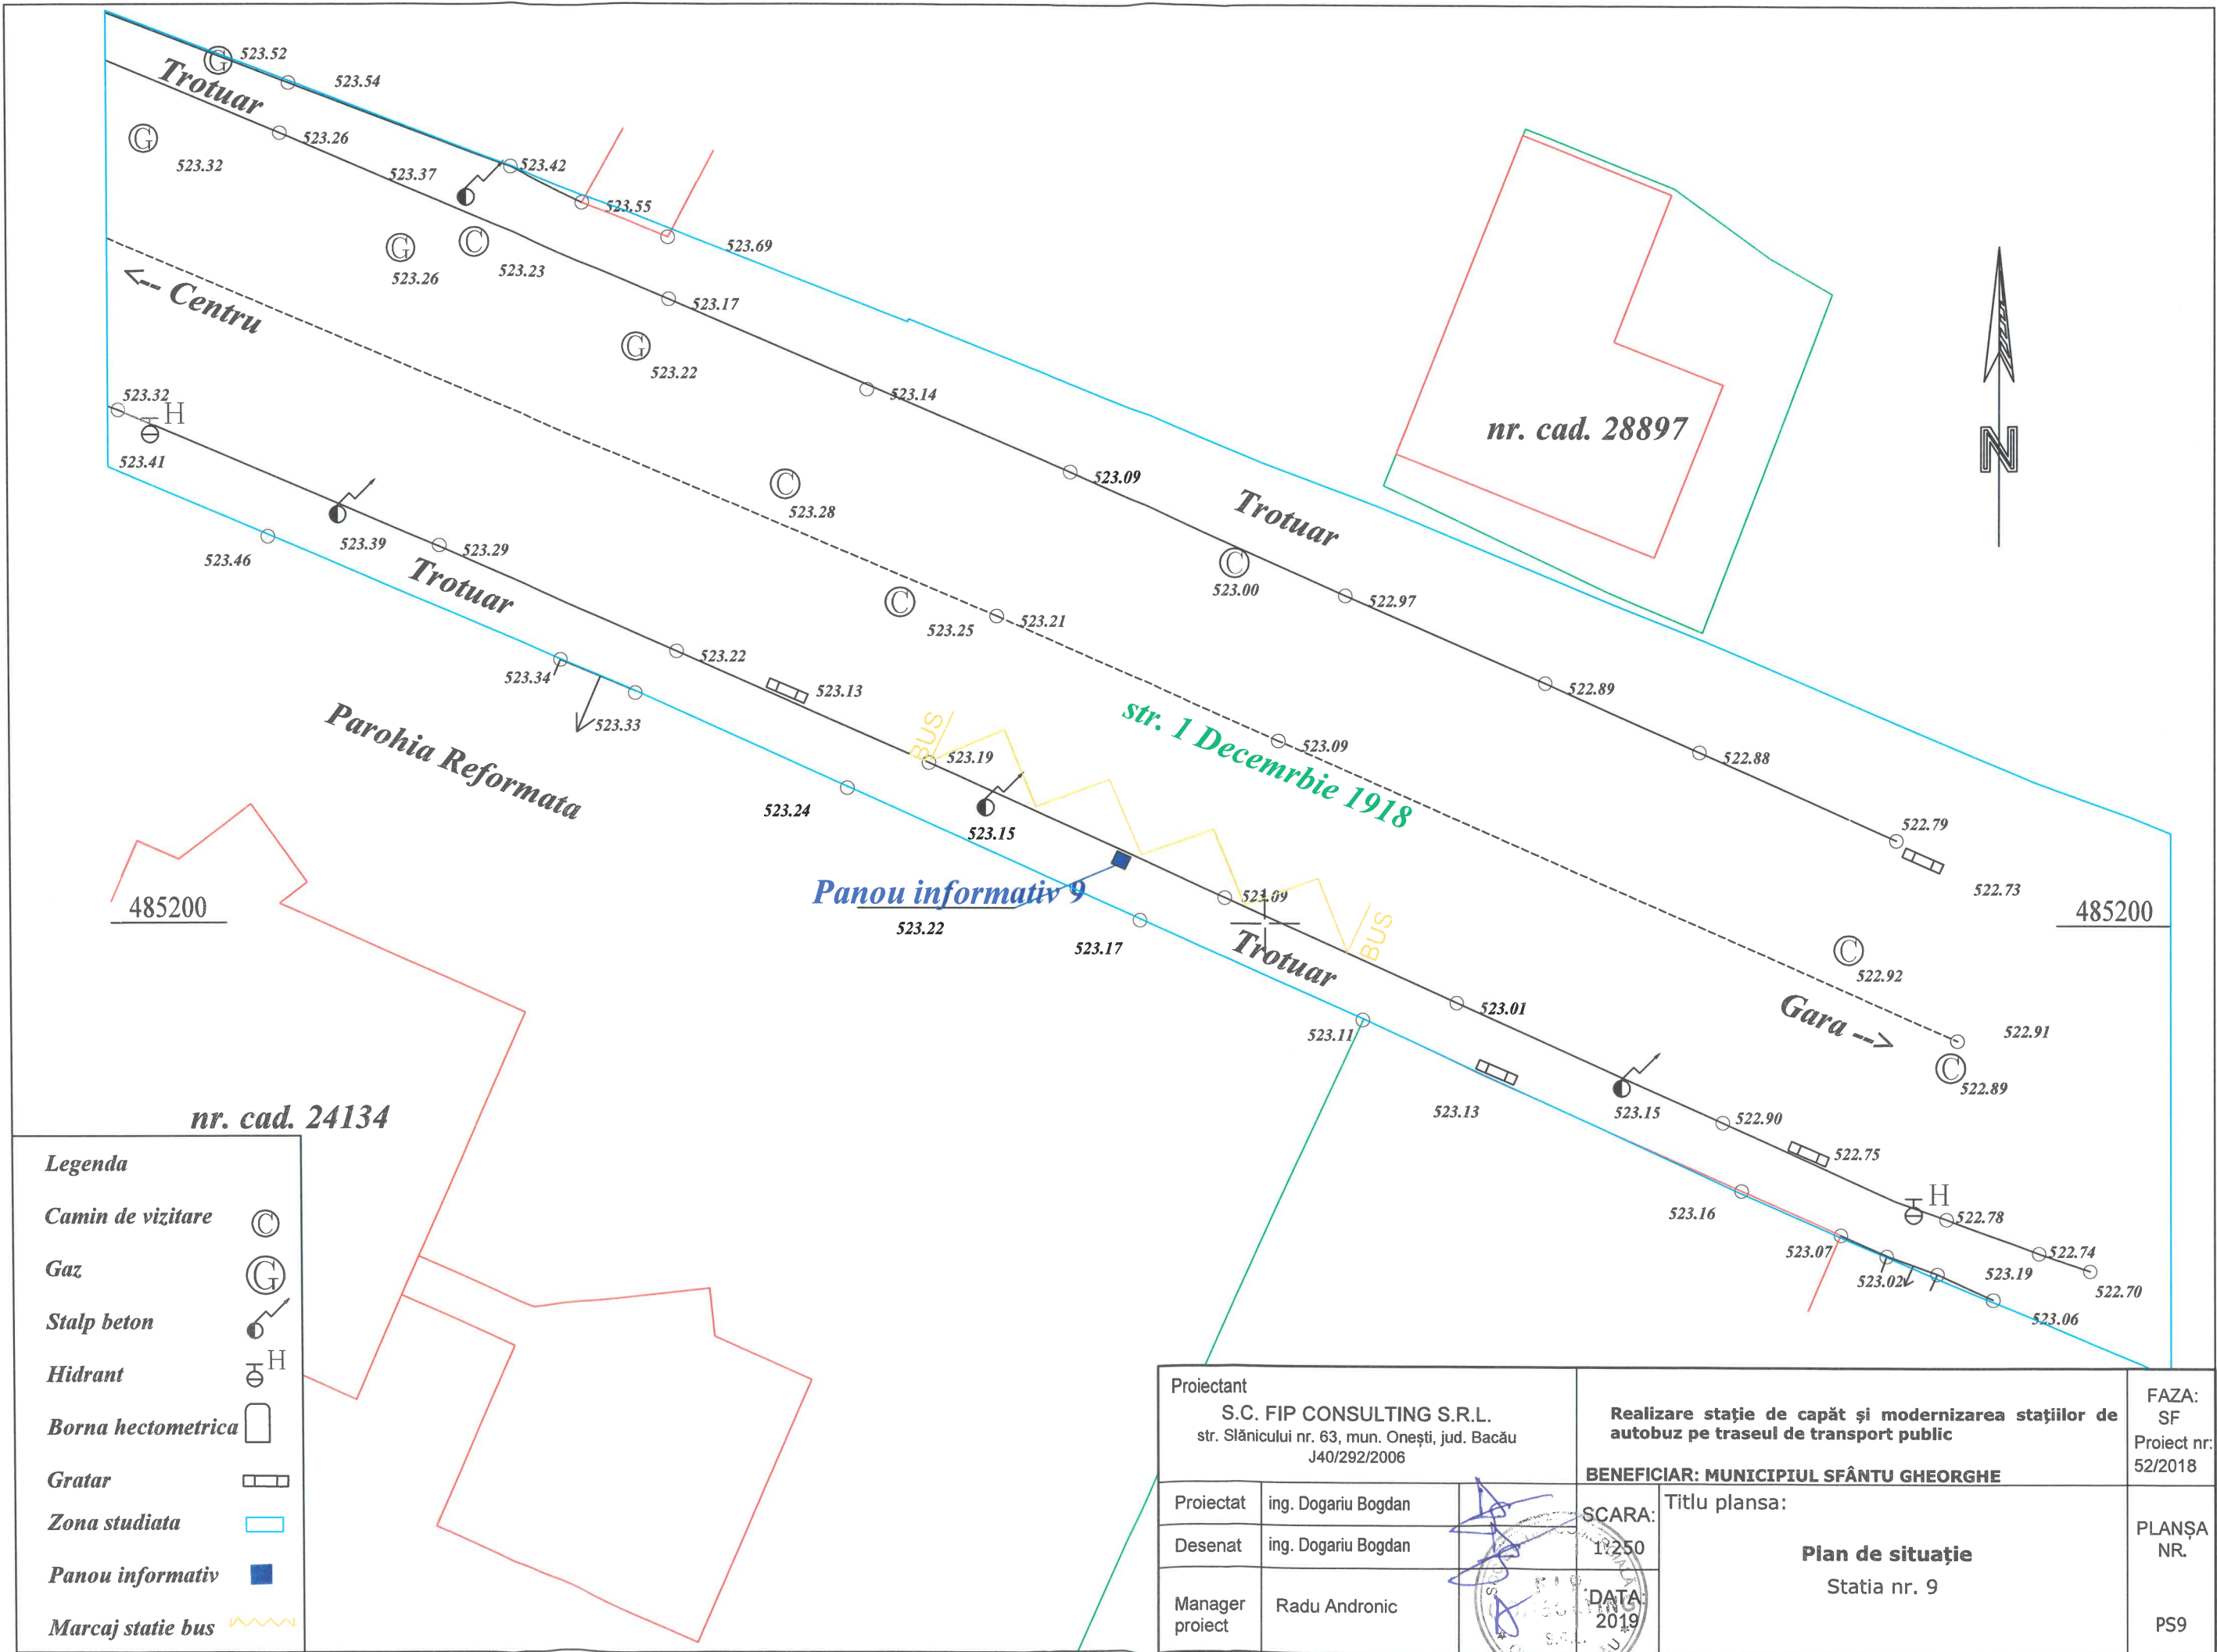 523.52
523.54
Trotuar
523.26
G
G
523.32
523.37
523.42
523.55
523.69
G
523.26
C
523.23
<-- Centru
523.17
G
523.22
523.14
nr. cad. 28897
N
523.32
H
523.41
523.09
523.46
523.39
523.29
Trotuar
C
523.28
Trotuar
C
523.00
522.97
C
523.25
523.21
523.22
523.34
523.33
523.13
522.89
Parohia Reformata
BUS
523.19
str. 1 Decemrbie 1918
523.09
522.88
523.24
523.15
522.79
522.73
Panou informativ 9
523.22
523.09
523.17
Trotuar
BUS
485200
485200
C
522.92
Gara -->
522.91
C
522.89
523.01
523.11
523.13
523.15
522.90
522.75
H
522.78
522.74
522.70
523.16
523.07
523.02
523.19
523.06
nr. cad. 24134
Legenda
Camin de vizitare C
Gaz G
Stalp beton
Hidrant H
Borna hectometrica
Gratar
Zona studiata
Panou informativ
Marcaj statie bus
Proiectant
S.C. FIP CONSULTING S.R.L.
str. Slănicului nr. 63, mun. Onești, jud. Bacău
J40/292/2006
Realizare stație de capăt și modernizarea stațiilor de
autobuz pe traseul de transport public
BENEFICIAR: MUNICIPIUL SFÂNTU GHEORGHE
FAZA:
SF
Proiect nr:
52/2018
Proiectat ing. Dogariu Bogdan
Desenat ing. Dogariu Bogdan
Manager
proiect
Radu Andronic
SCARA:
1:250
DATA:
2019
Titlu plansa:
Plan de situație
Statia nr. 9
PLANȘA
NR.
PS9